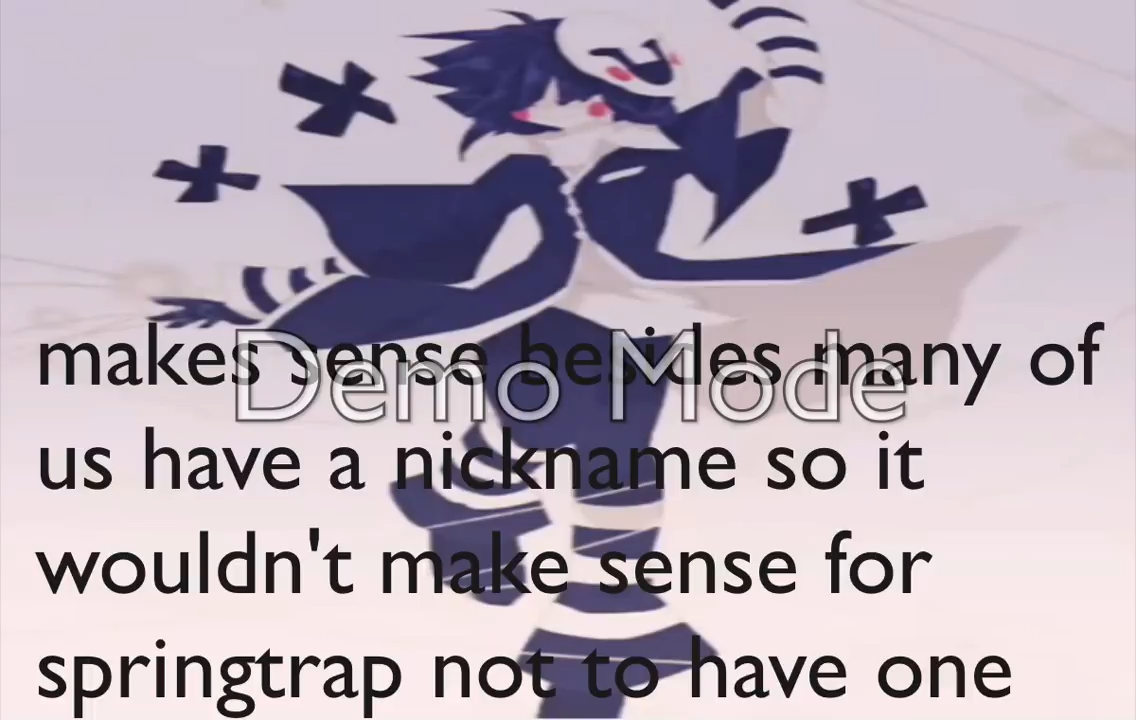 makes sense besides many of
Demo Mode
us have a nickname so it
wouldn't make sense for
springtrap not to have one